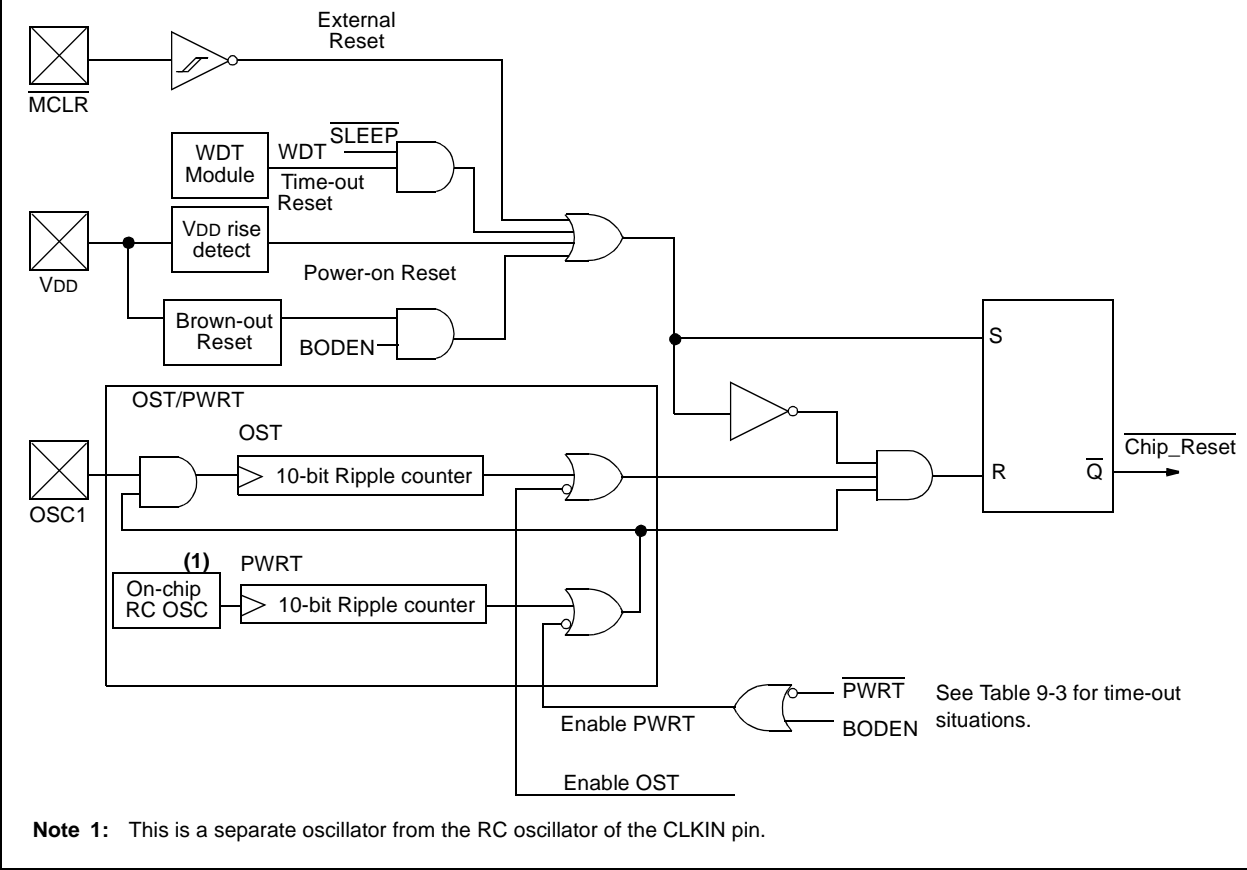 External
Reset
MCLR
SLEEP
WDT
Module
WDT
Time-out
Reset
VDD rise
detect
VDD
Power-on Reset
Brown-out
Reset
BODEN
S
OST/PWRT
OST
10-bit Ripple counter
OSC1
Chip_Reset
R
Q
(1)
PWRT
On-chip
RC OSC
10-bit Ripple counter
PWRT
BODEN
See Table 9-3 for time-out
situations.
Enable PWRT
Enable OST
Note 1: This is a separate oscillator from the RC oscillator of the CLKIN pin.